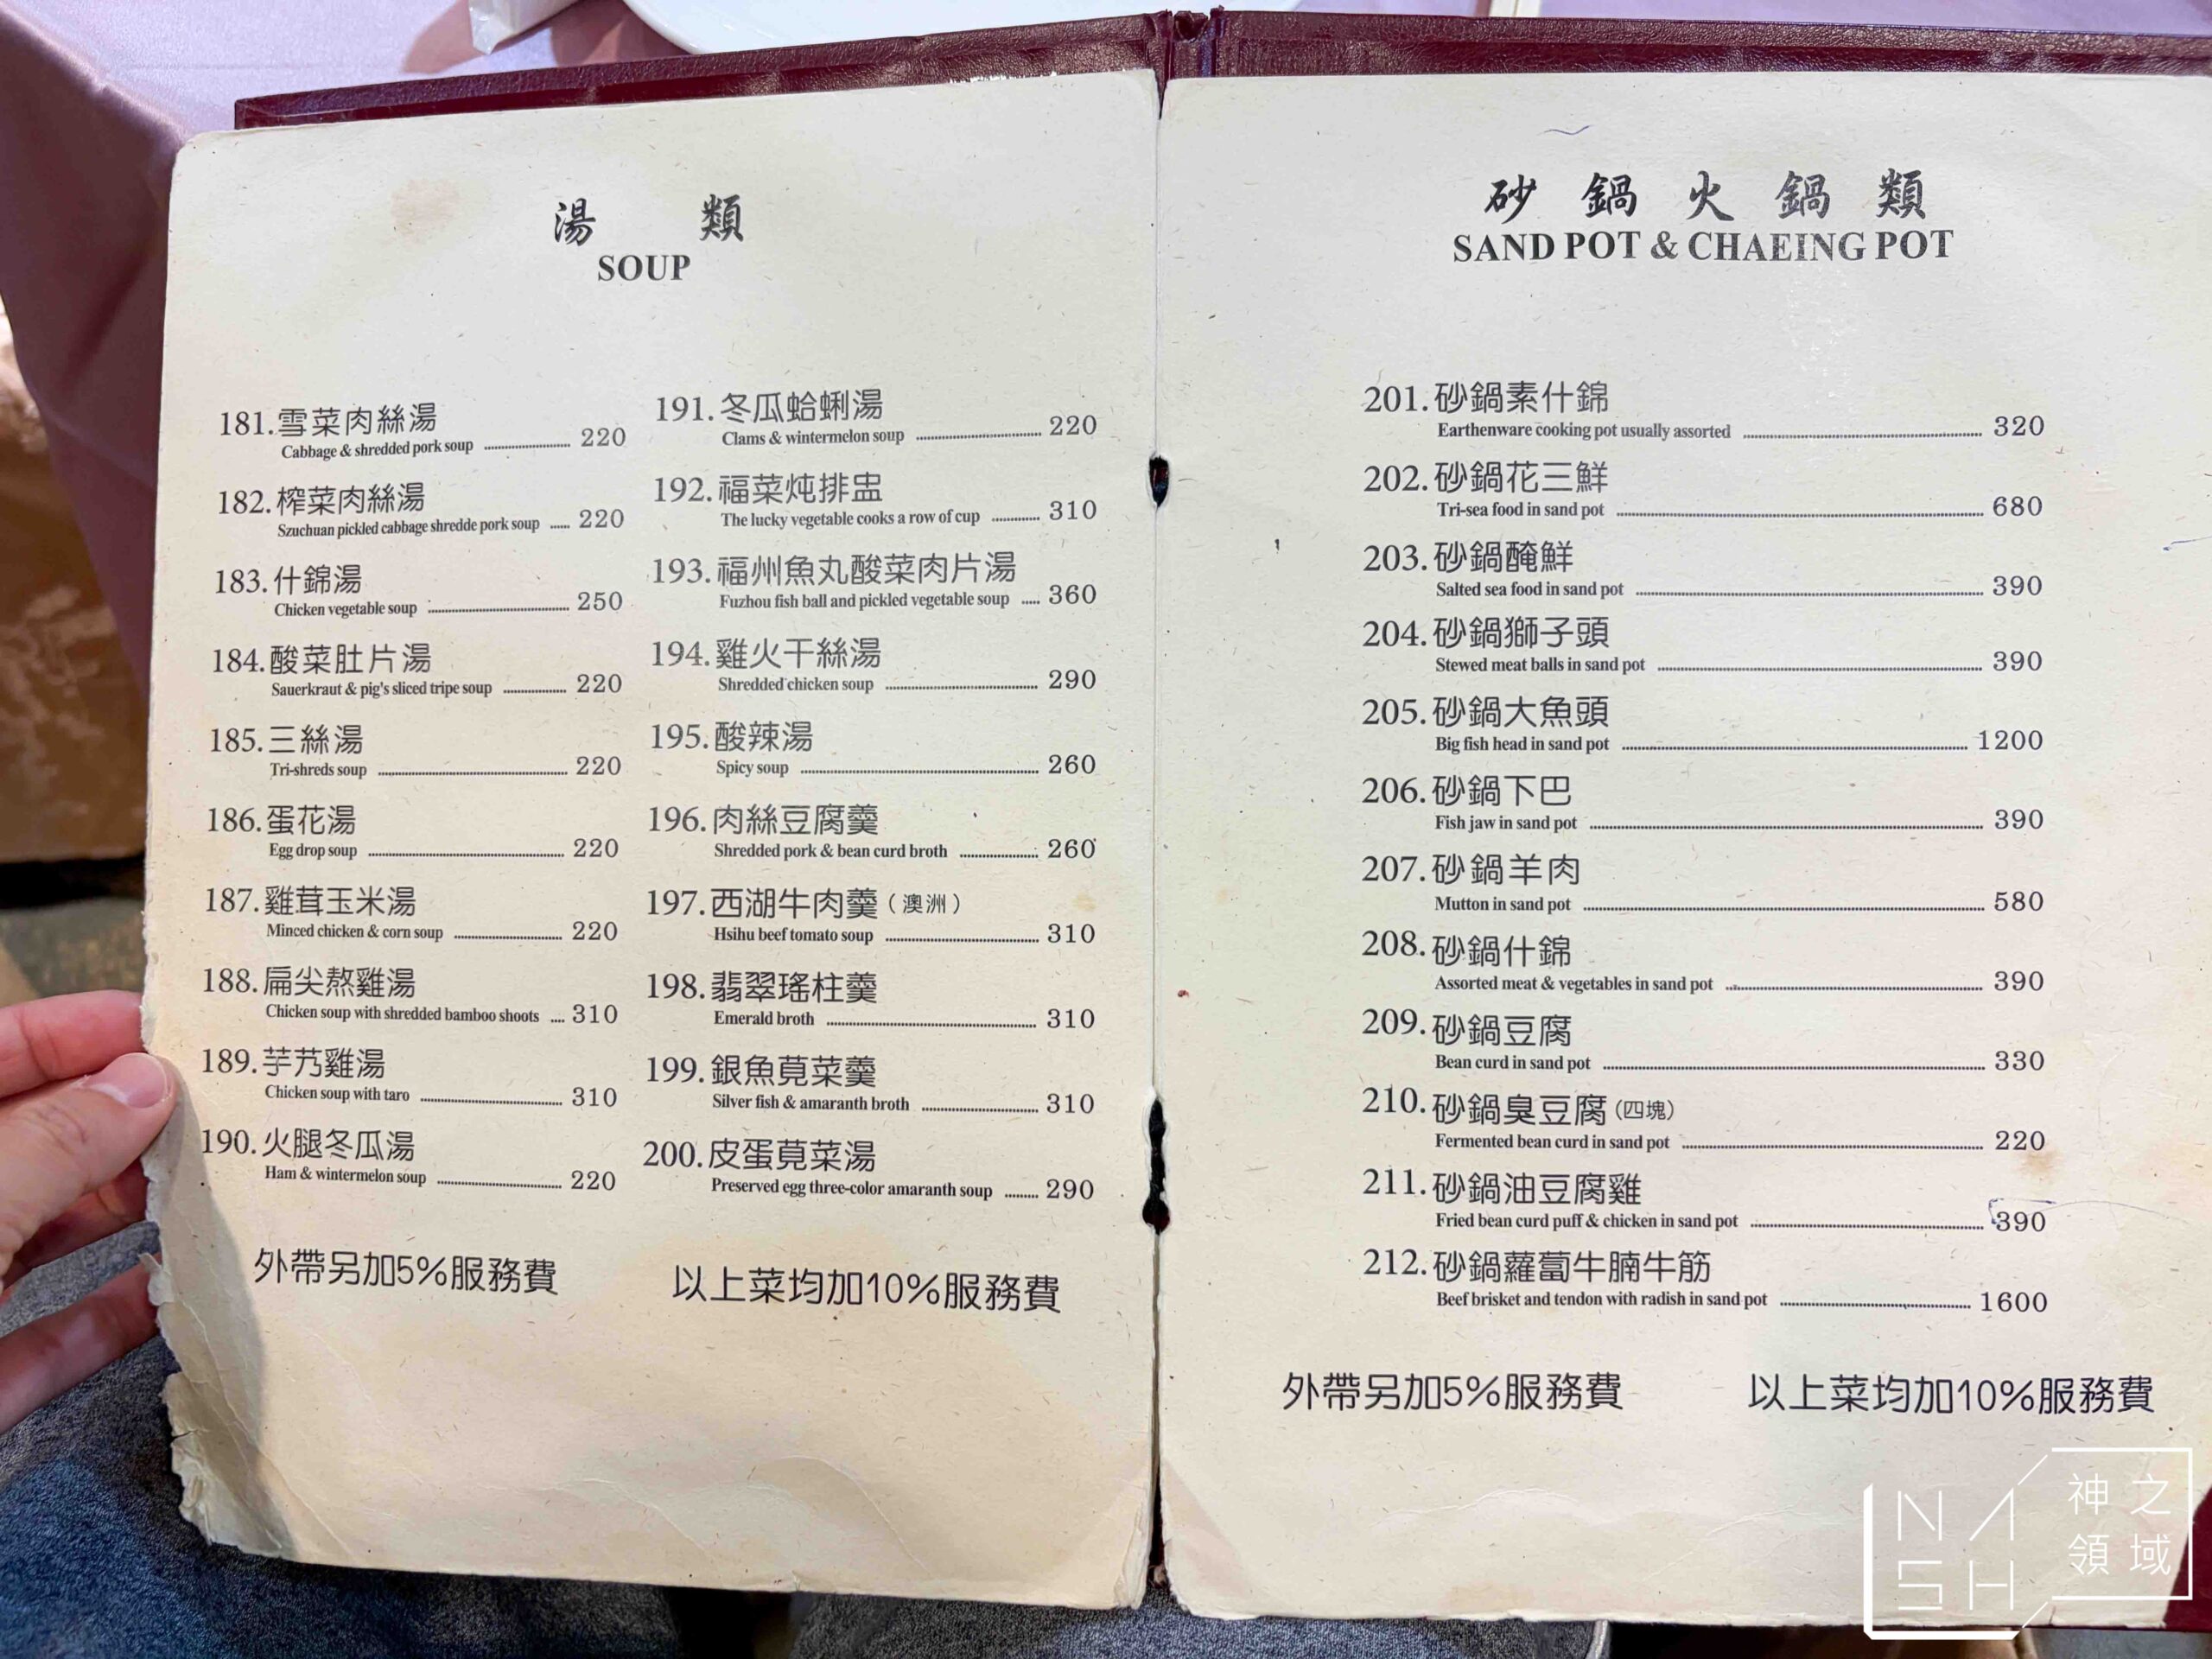 湯 類
SOUP
181.雪菜肉絲湯
Cabbage & shredded pork soup 220
182.榨菜肉絲湯
Szuchuan pickled cabbage shredde pork soup 220
183.什錦湯
Chicken vegetable soup 250
184.酸菜肚片湯
Sauerkraut & pig's sliced tripe soup 220
185.三絲湯
Tri-shreds soup 220
186.蛋花湯
Egg drop soup 220
187.雞茸玉米湯
Minced chicken & corn soup 220
188.扁尖熬雞湯
Chicken soup with shredded bamboo shoots 310
189.芋艿雞湯
Chicken soup with taro 310
190.火腿冬瓜湯
Ham & wintermelon soup 220
191.冬瓜蛤蜊湯
Clams & wintermelon soup 220
192.福菜炖排盅
The lucky vegetable cooks a row of cup 310
193.福州魚丸酸菜肉片湯
Fuzhou fish ball and pickled vegetable soup 360
194.雞火干絲湯
Shredded chicken soup 290
195.酸辣湯
Spicy soup 260
196.肉絲豆腐羹
Shredded pork & bean curd broth 260
197.西湖牛肉羹（澳洲）
Hsihu beef tomato soup 310
198.翡翠瑤柱羹
Emerald broth 310
199.銀魚莧菜羹
Silver fish & amaranth broth 310
200.皮蛋莧菜湯
Preserved egg three-color amaranth soup 290
外帶另加5%服務費 以上菜均加10%服務費
砂鍋火鍋類
SAND POT & CHAEING POT
201.砂鍋素什錦
Earthenware cooking pot usually assorted 320
202.砂鍋花三鮮
Tri-sea food in sand pot 680
203.砂鍋醃鮮
Salted sea food in sand pot 390
204.砂鍋獅子頭
Stewed meat balls in sand pot 390
205.砂鍋大魚頭
Big fish head in sand pot 1200
206.砂鍋下巴
Fish jaw in sand pot 390
207.砂鍋羊肉
Mutton in sand pot 580
208.砂鍋什錦
Assorted meat & vegetables in sand pot 390
209.砂鍋豆腐
Bean curd in sand pot 330
210.砂鍋臭豆腐(四塊)
Fermented bean curd in sand pot 220
211.砂鍋油豆腐雞
Fried bean curd puff & chicken in sand pot 390
212.砂鍋蘿蔔牛腩牛筋
Beef brisket and tendon with radish in sand pot 1600
外帶另加5%服務費 以上菜均加10%服務費
NASH
神之領域